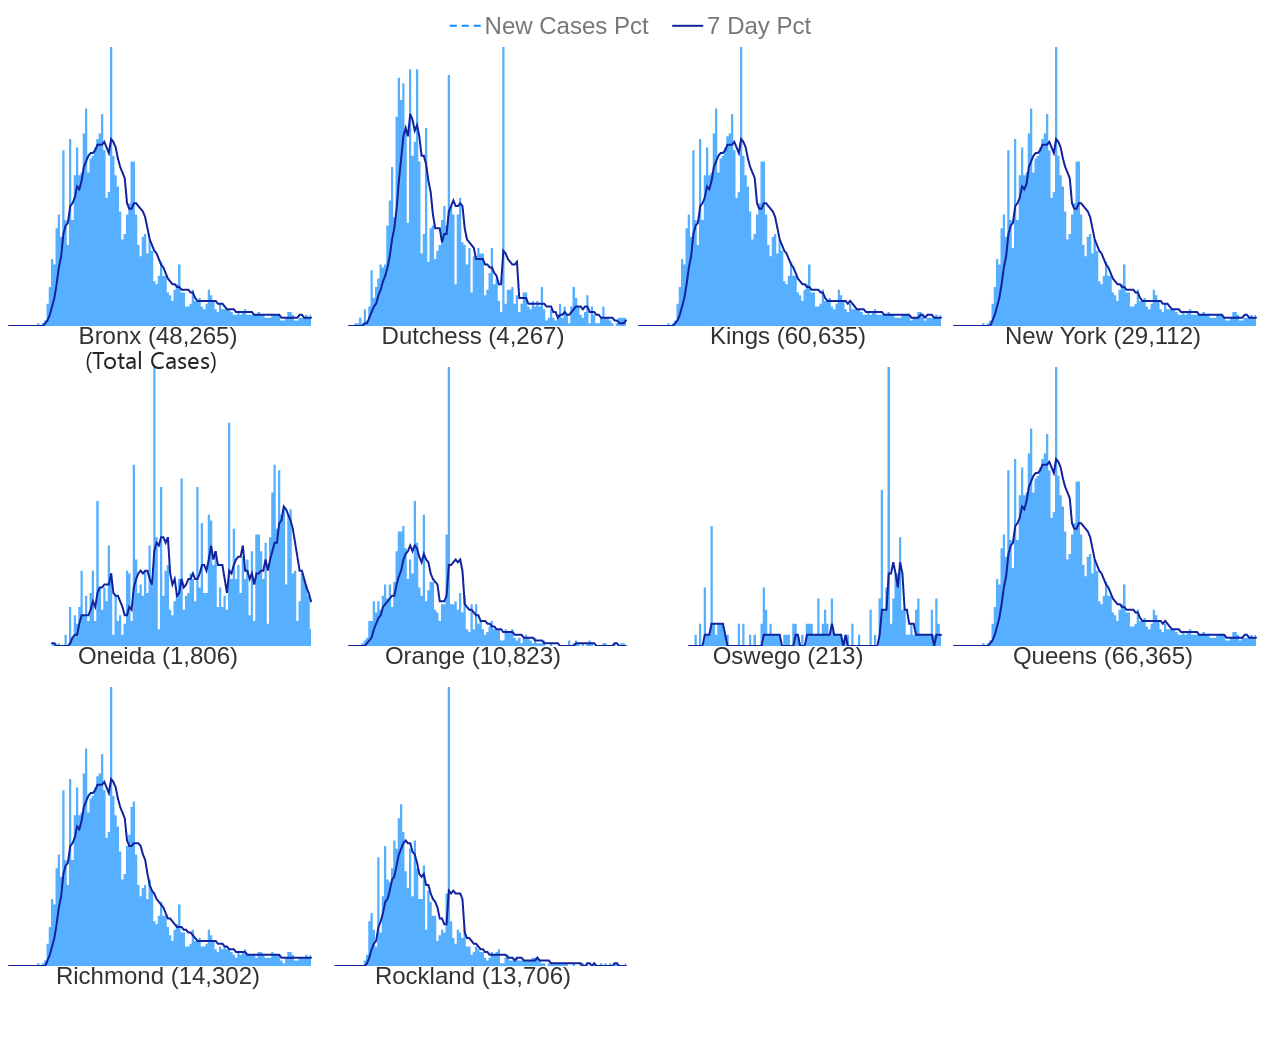 New Cases Pct 7 Day Pct
Bronx (48,265) Dutchess (4,267) Kings (60,635) New York (29,112)
(Total Cases)
Oneida (1,806) Orange (10,823) Oswego (213) Queens (66,365)
Richmond (14,302) Rockland (13,706)